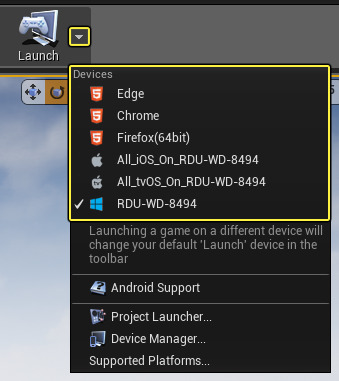 Launch
Devices
Edge
Chrome
Firefox(64bit)
All_iOS_On_RDU-WD-8494
All_tvOS_On_RDU-WD-8494
RDU-WD-8494
Launching a game on a different device will
change your default 'Launch' device in the
toolbar
Android Support
Project Launcher...
Device Manager...
Supported Platforms...